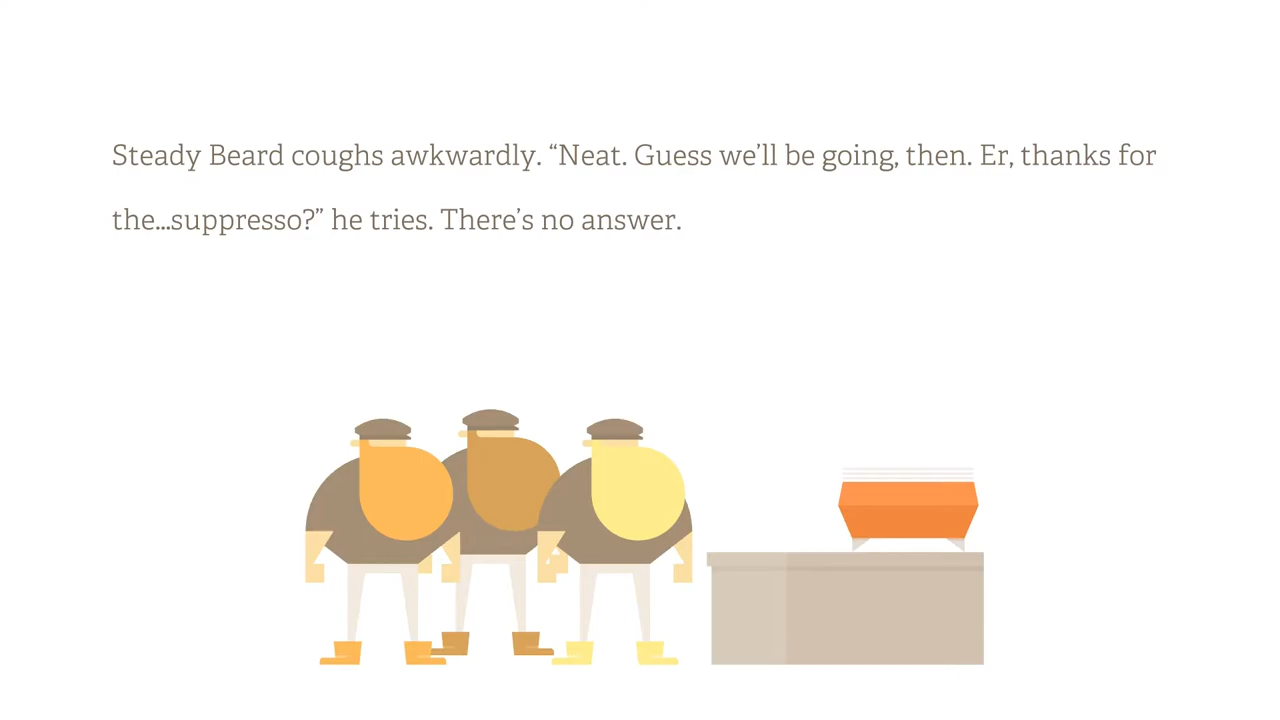 Steady Beard coughs awkwardly. “Neat. Guess we’ll be going, then. Er, thanks for
the...suppresso?” he tries. There’s no answer.